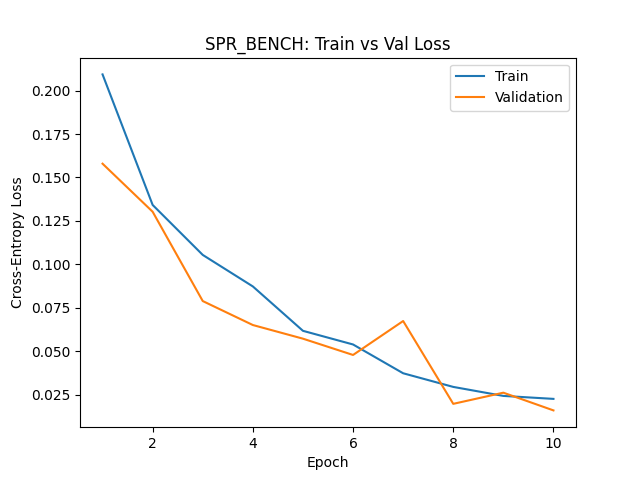 SPR_BENCH: Train vs Val Loss
Train
Validation
0.200
0.175
0.150
0.125
0.100
0.075
0.050
0.025
Cross-Entropy Loss
2
4
6
8
10
Epoch